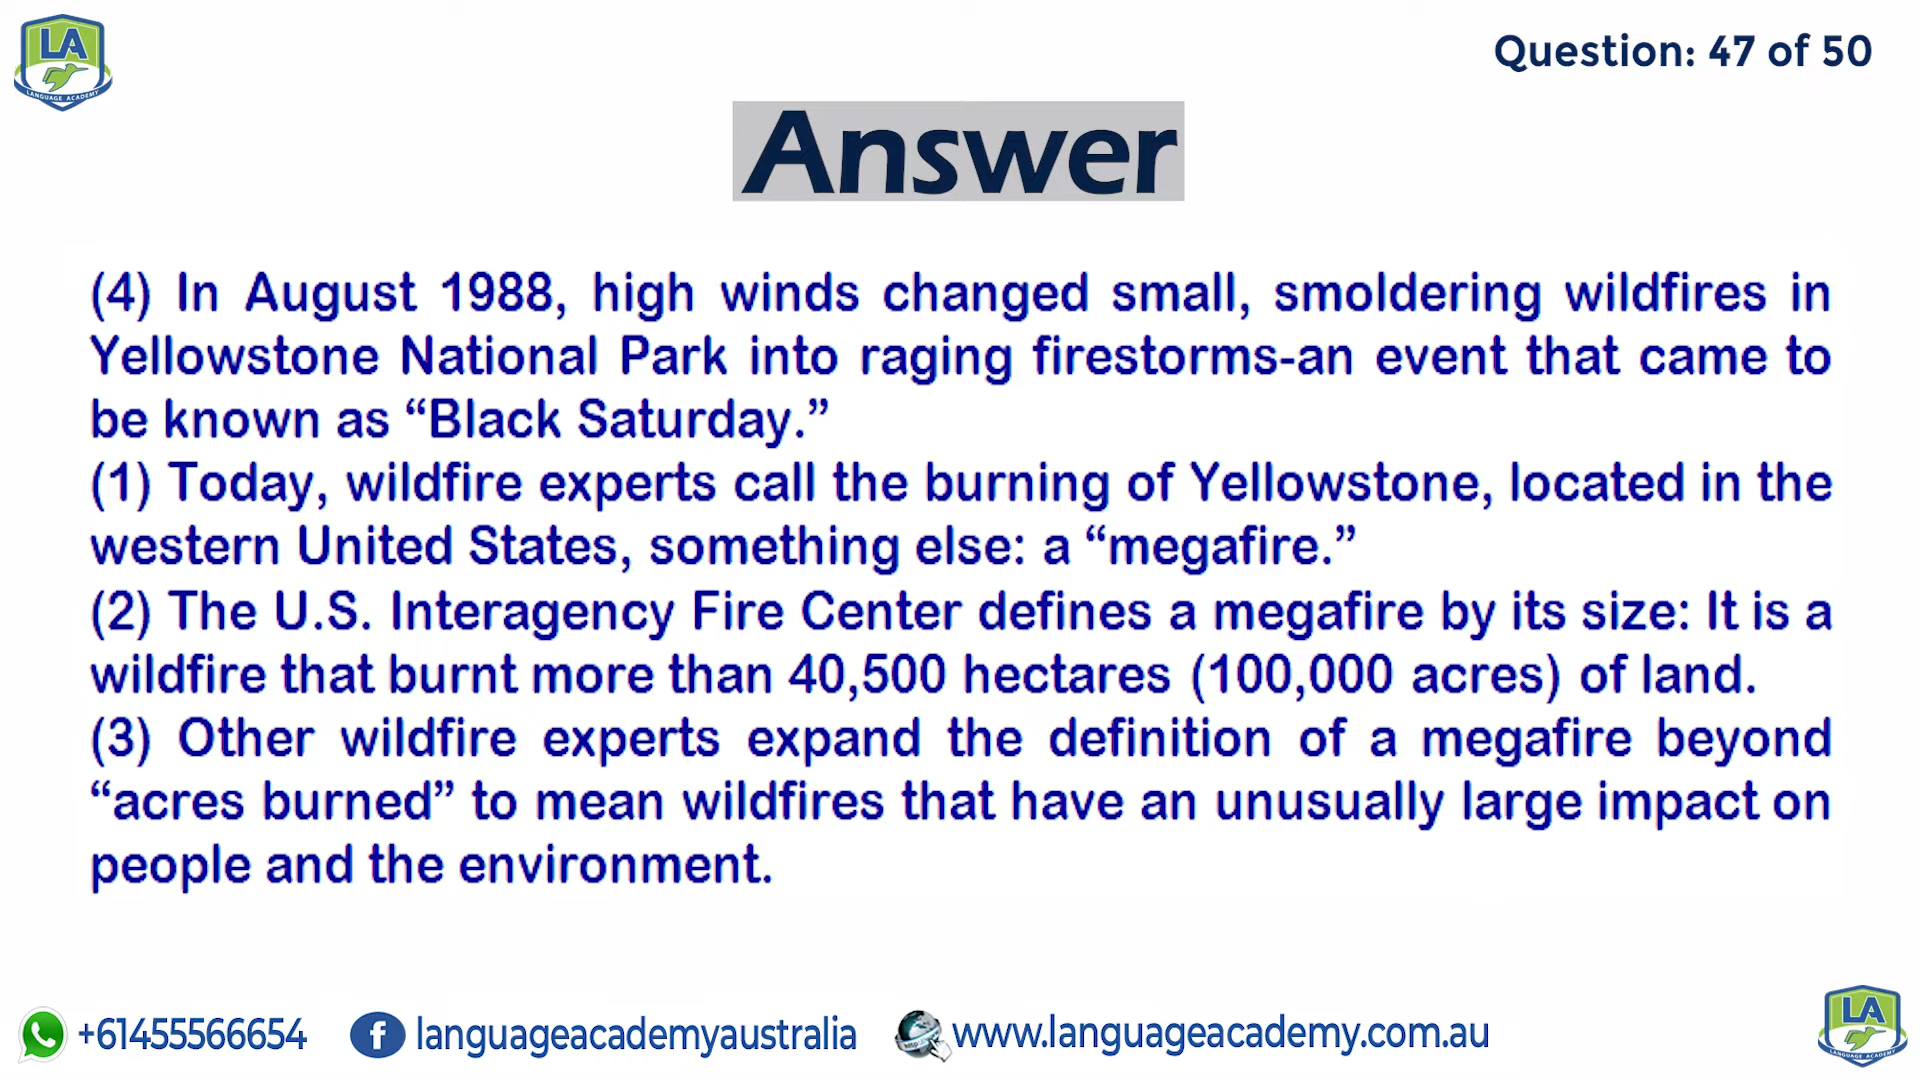 LA
LANGUAGE ACADEMY
Question: 47 of 50
Answer
(4) In August 1988, high winds changed small, smoldering wildfires in
Yellowstone National Park into raging firestorms-an event that came to
be known as “Black Saturday.”
(1) Today, wildfire experts call the burning of Yellowstone, located in the
western United States, something else: a “megafire.”
(2) The U.S. Interagency Fire Center defines a megafire by its size: It is a
wildfire that burnt more than 40,500 hectares (100,000 acres) of land.
(3) Other wildfire experts expand the definition of a megafire beyond
“acres burned” to mean wildfires that have an unusually large impact on
people and the environment.
+61455566654
languageacademyaustralia
www.languageacademy.com.au
LA
LANGUAGE ACADEMY